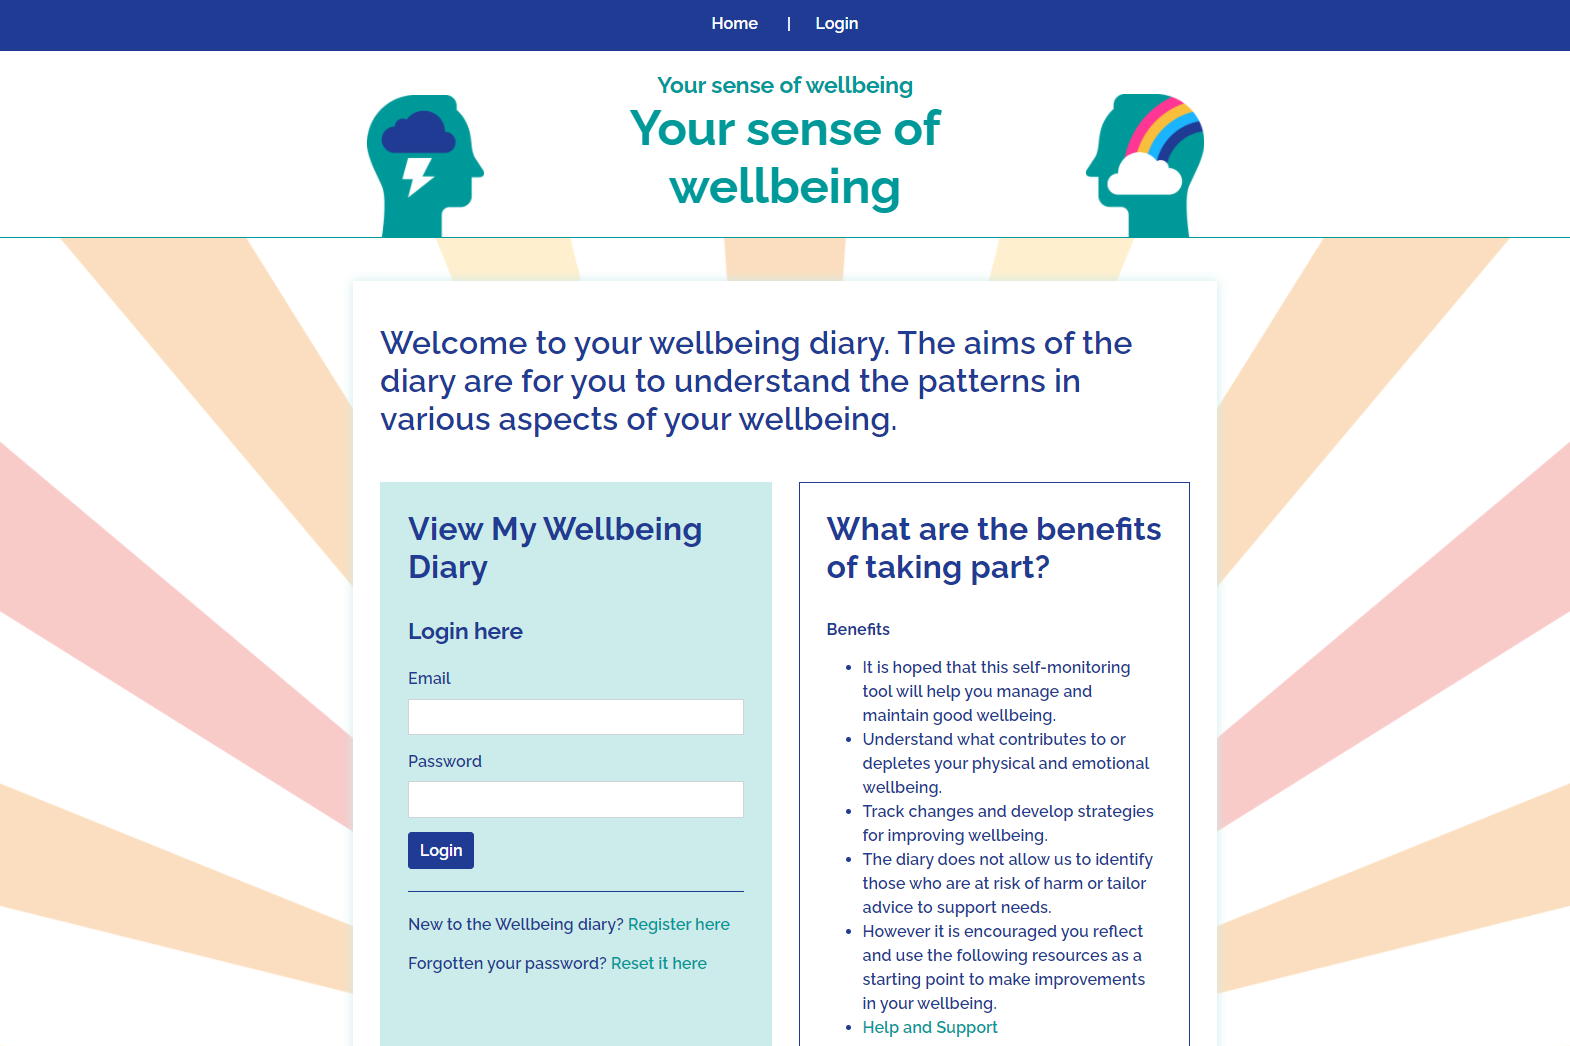 Home | Login
Your sense of wellbeing
Your sense of
wellbeing
Welcome to your wellbeing diary. The aims of the
diary are for you to understand the patterns in
various aspects of your wellbeing.
View My Wellbeing
Diary
Login here
Email
Password
Login
New to the Wellbeing diary? Register here
Forgotten your password? Reset it here
What are the benefits
of taking part?
Benefits
• It is hoped that this self-monitoring
tool will help you manage and
maintain good wellbeing.
• Understand what contributes to or
depletes your physical and emotional
wellbeing.
• Track changes and develop strategies
for improving wellbeing.
• The diary does not allow us to identify
those who are at risk of harm or tailor
advice to support needs.
• However it is encouraged you reflect
and use the following resources as a
starting point to make improvements
in your wellbeing.
• Help and Support